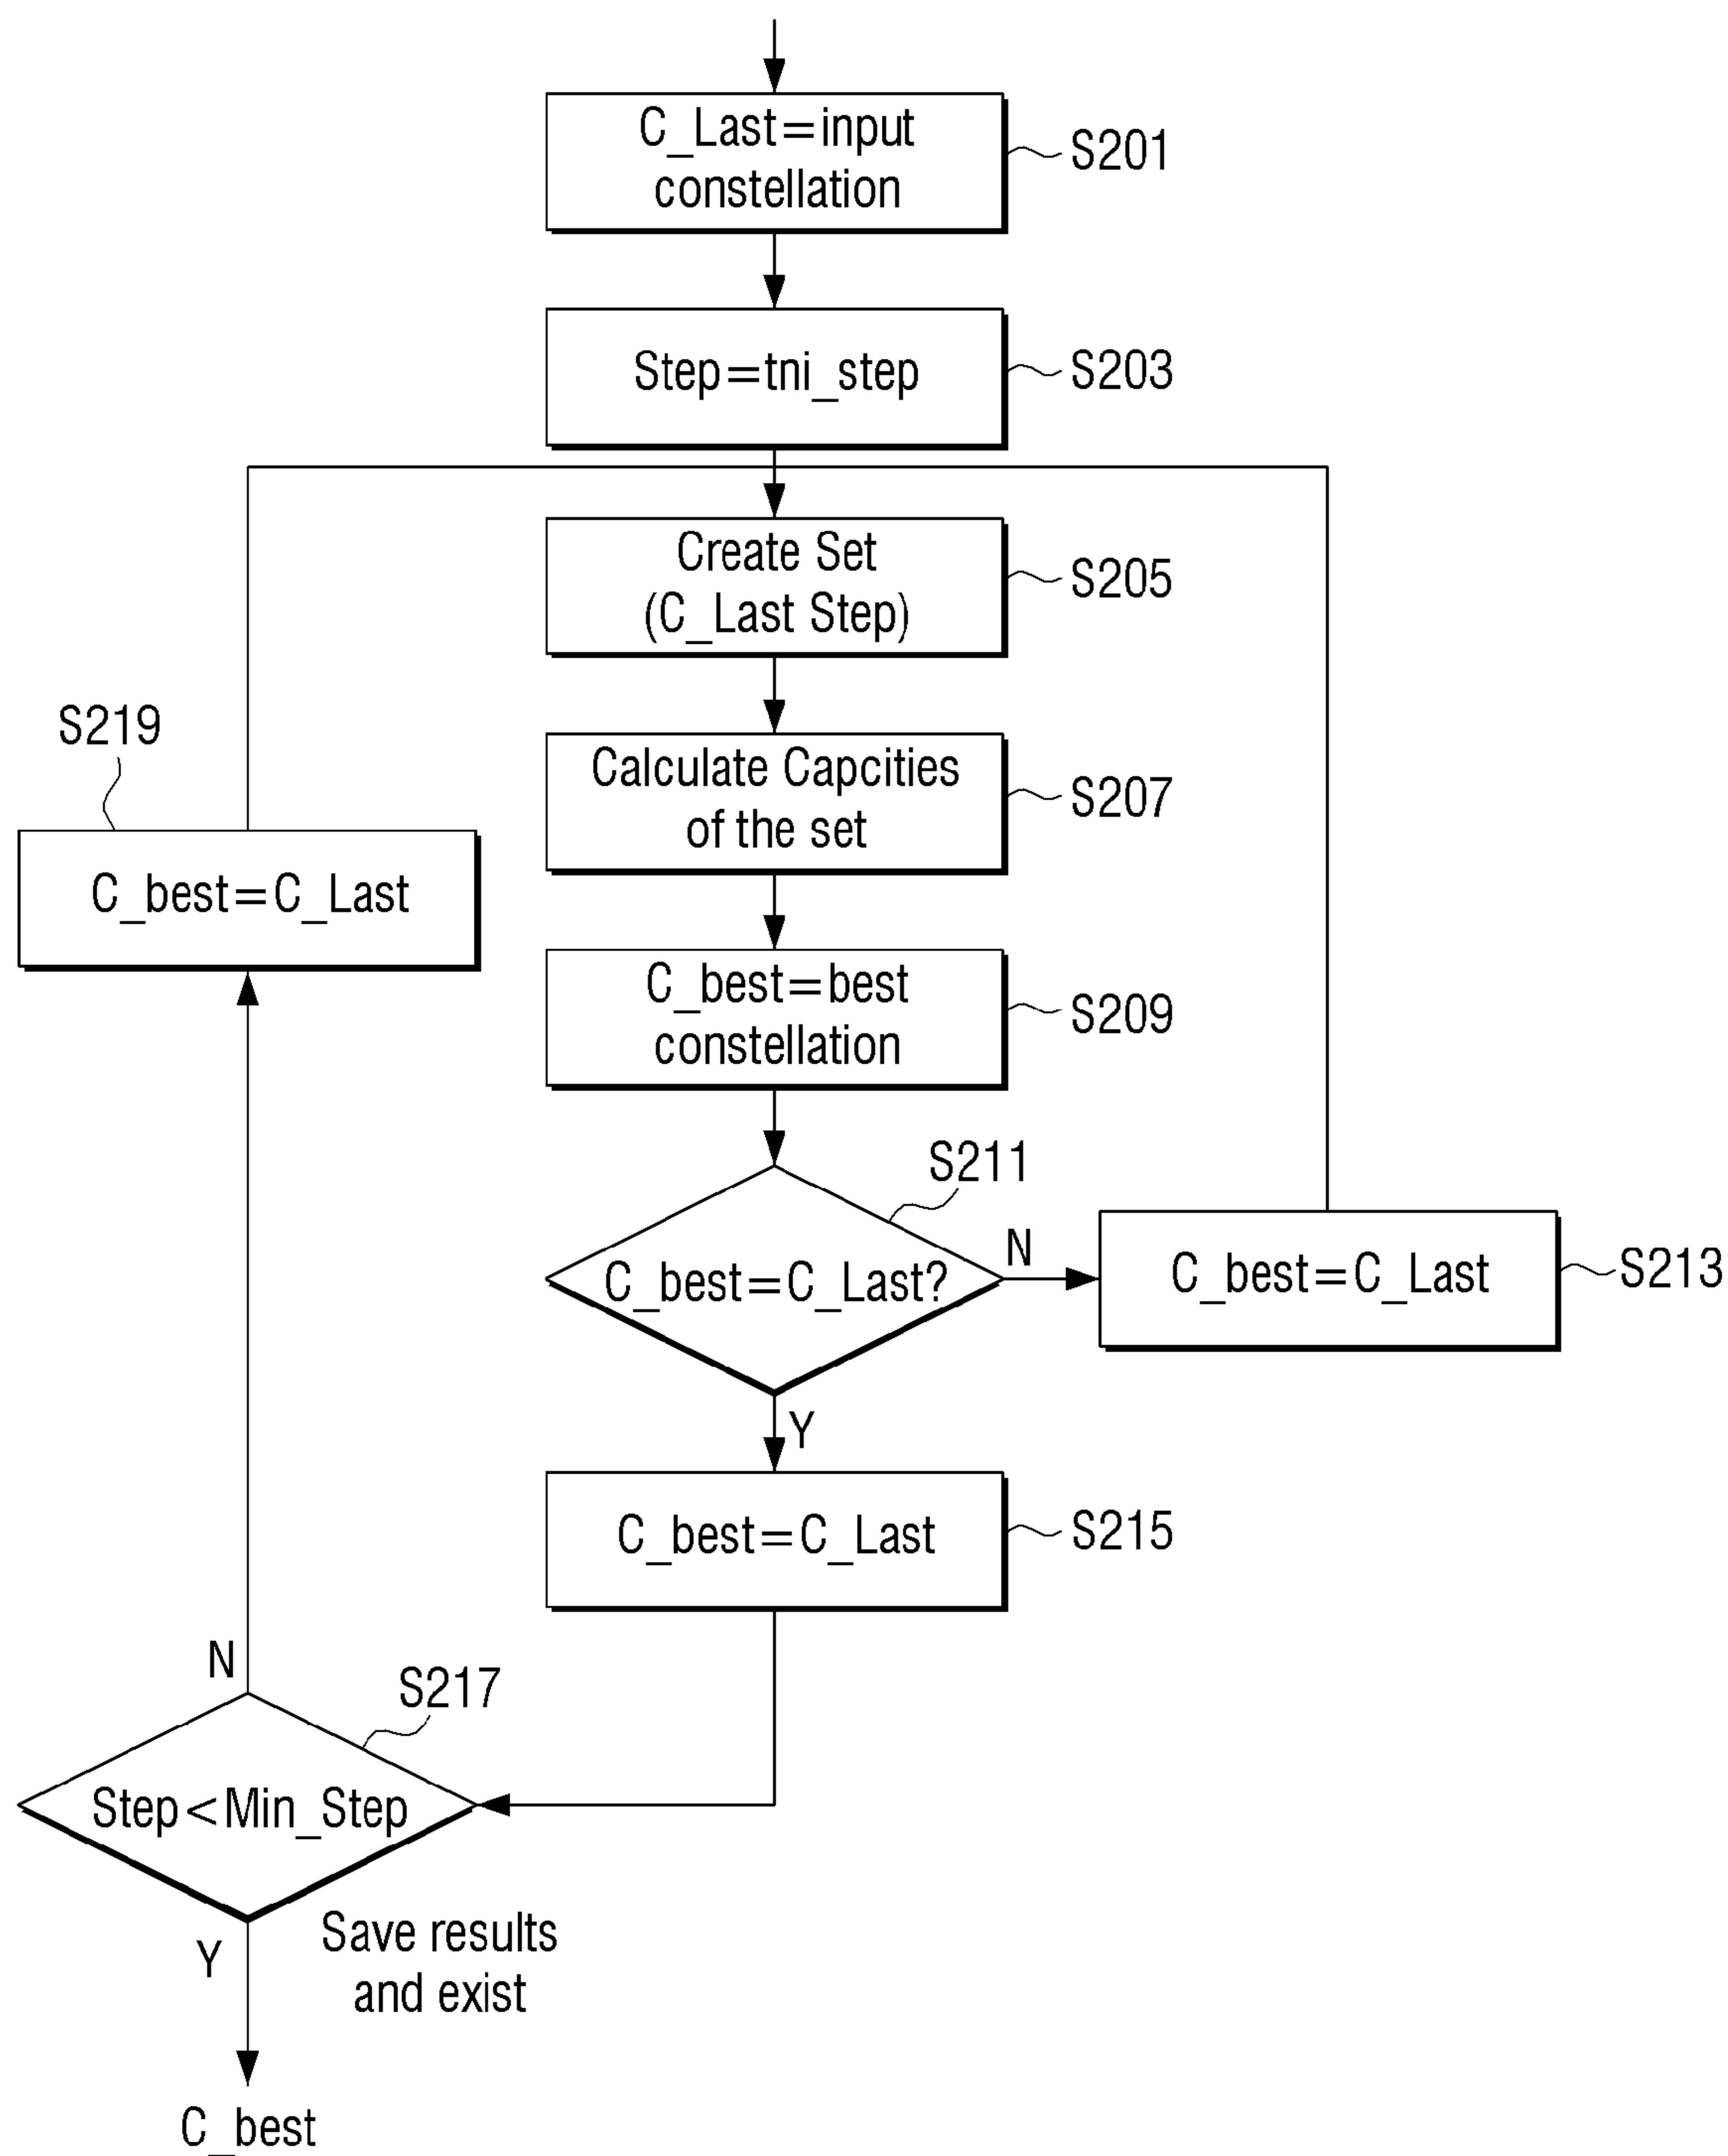 C_Last=input
constellation
S201
Step=tni_step
S203
Create Set
(C_Last Step)
S205
Calculate Capcities
of the set
S207
S219
C_best=C_Last
C_best=best
constellation
S209
S211
C_best=C_Last?
N
C_best=C_Last
S213
Y
C_best=C_Last
S215
N
S217
Step<Min_Step
Y
Save results
and exist
C_best